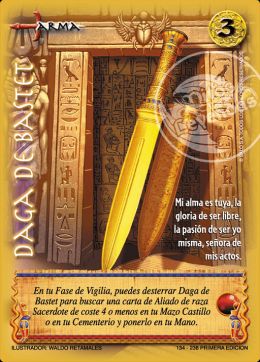 ARMA
3
DAGA DE BASTET
Mi alma es tuya, la
gloria de ser libre,
la pasión de ser yo
misma, señora de
mis actos.
En tu Fase de Vigilia, puedes desterrar Daga de
Bastet para buscar una carta de Aliado de raza
Sacerdote de coste 4 o menos en tu Mazo Castillo
o en tu Cementerio y ponerlo en tu Mano.
ILUSTRADOR: WALDO RETAMALES
184 - 236 PRIMERA EDICION